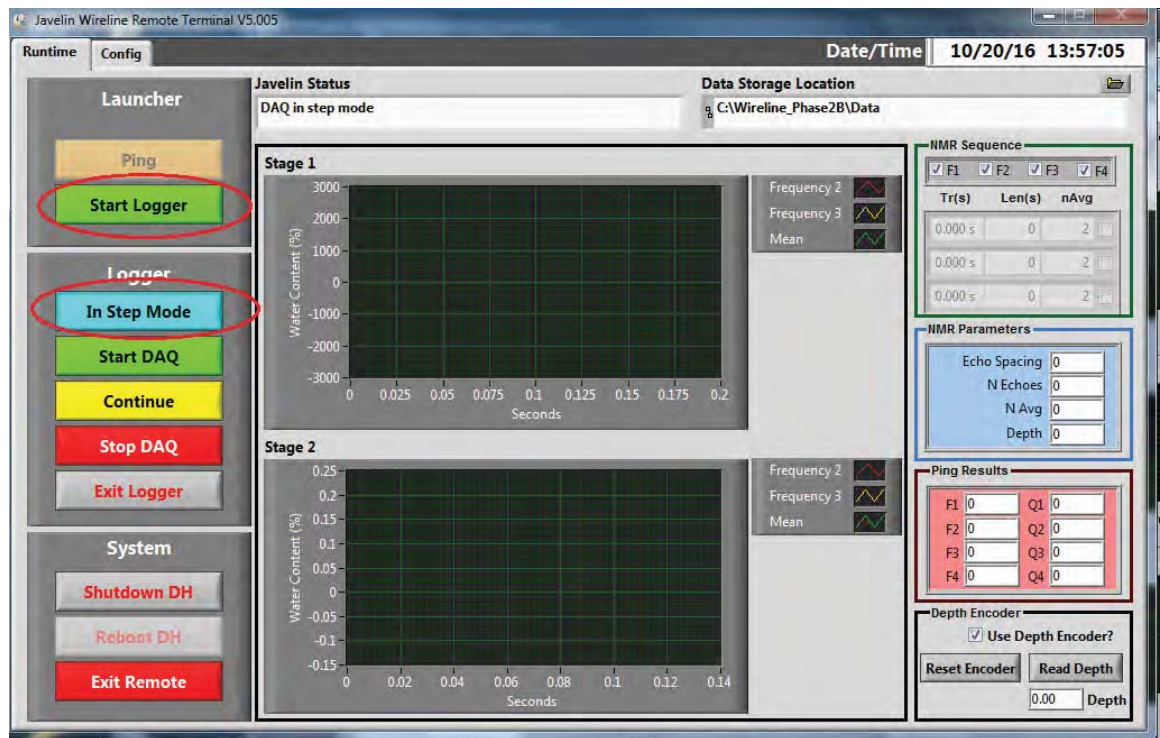 Javelin Wireline Remote Terminal V5.005
Runtime
Config
Date/Time
10/20/16 13:57:05
Launcher
Ping
Start Logger
Logger
In Step Mode
Start DAQ
Continue
Stop DAQ
Exit Logger
System
Shutdown DH
Reboot DH
Exit Remote
Javelin Status
DAQ in step mode
Data Storage Location
C:\Wireline_Phase2B\Data
Stage 1
Water Content (%)
3000
2000
1000
0
-1000
-2000
-3000
0 0.025 0.05 0.075 0.1 0.125 0.15 0.175 0.2
Seconds
Frequency 2
Frequency 3
Mean
Stage 2
Water Content (%)
0.25
0.2
0.15
0.1
0.05
0
-0.05
-0.1
-0.15
0 0.02 0.04 0.06 0.08 0.1 0.12 0.14
Seconds
Frequency 2
Frequency 3
Mean
NMR Sequence
F1 F2 F3 F4
Tr(s) Len(s) nAvg
0.000 s 0 2
0.000 s 0 2
0.000 s 0 2
NMR Parameters
Echo Spacing 0
N Echoes 0
N Avg 0
Depth 0
Ping Results
F1 0 Q1 0
F2 0 Q2 0
F3 0 Q3 0
F4 0 Q4 0
Depth Encoder
Use Depth Encoder?
Reset Encoder Read Depth
0.00 Depth